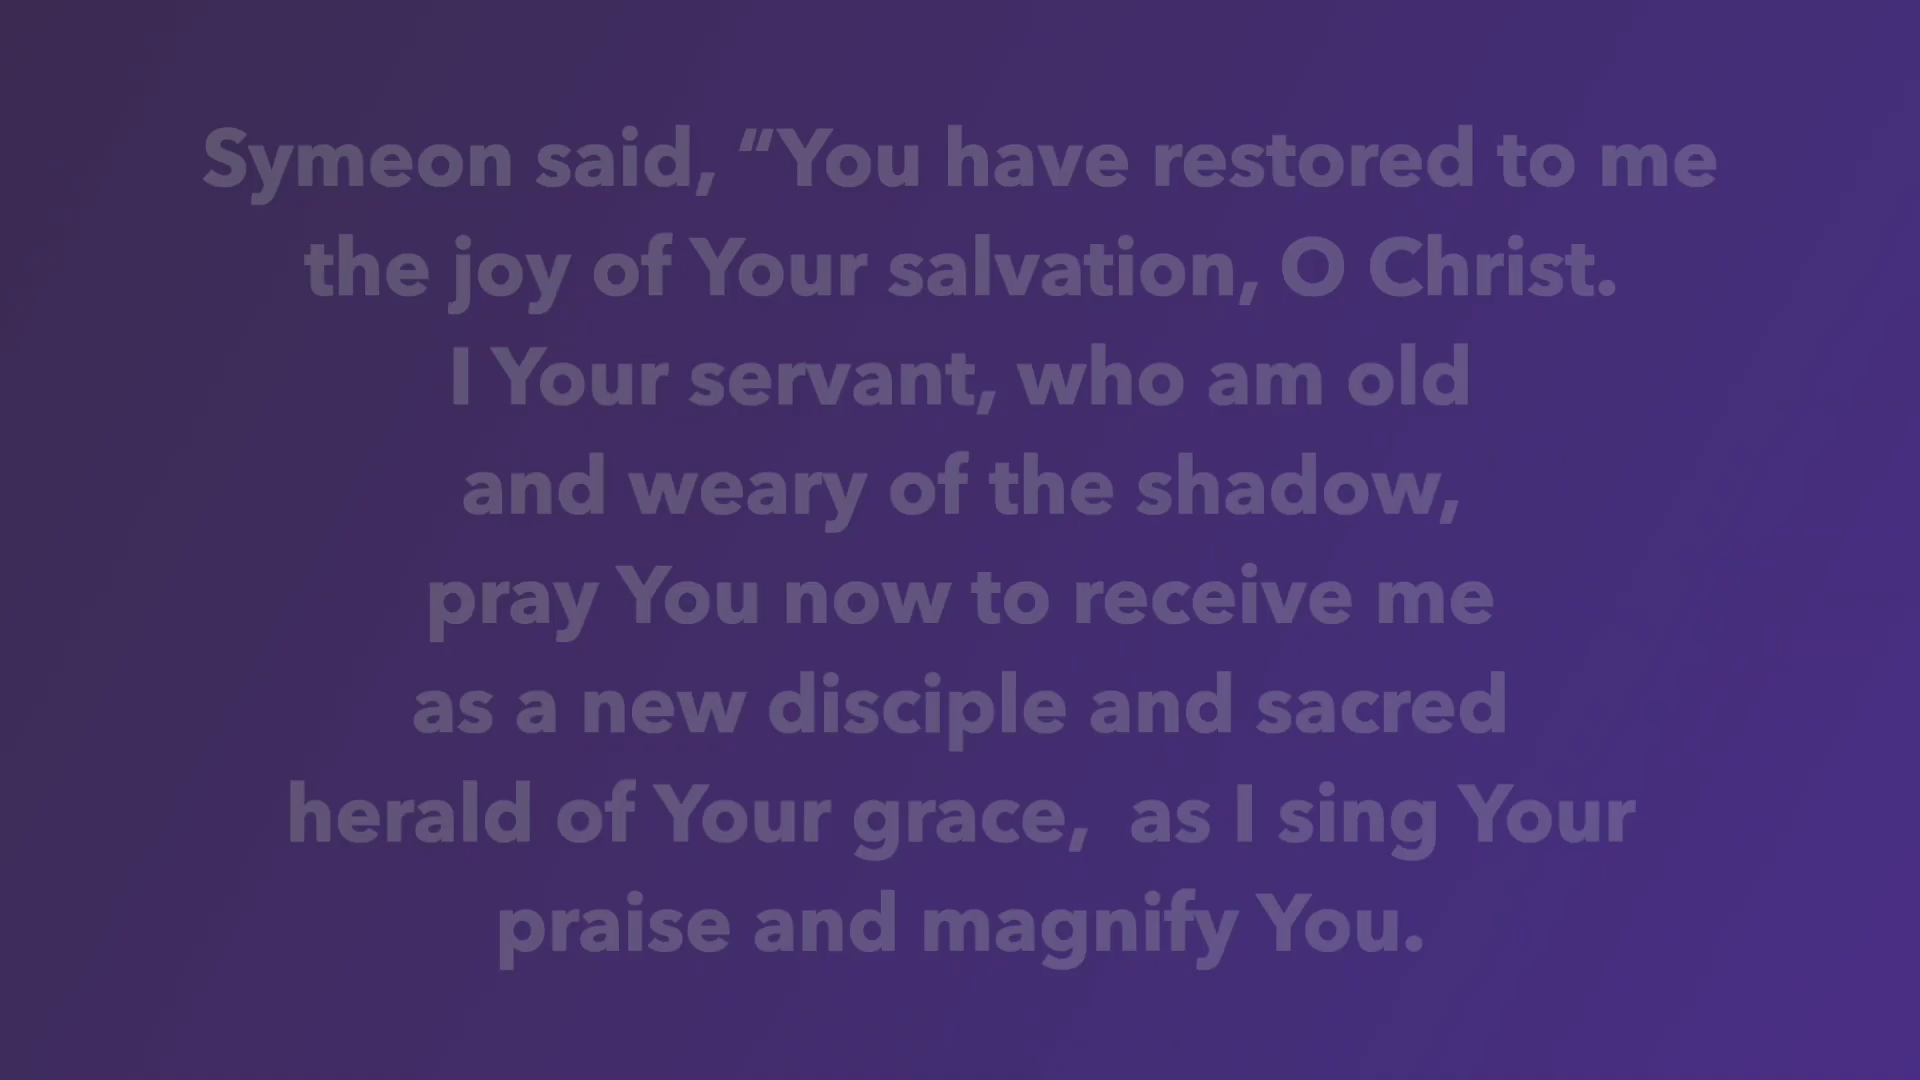 Symeon said, “You have restored to me
the joy of Your salvation, O Christ.
I Your servant, who am old
and weary of the shadow,
pray You now to receive me
as a new disciple and sacred
herald of Your grace,  as I sing Your
praise and magnify You.